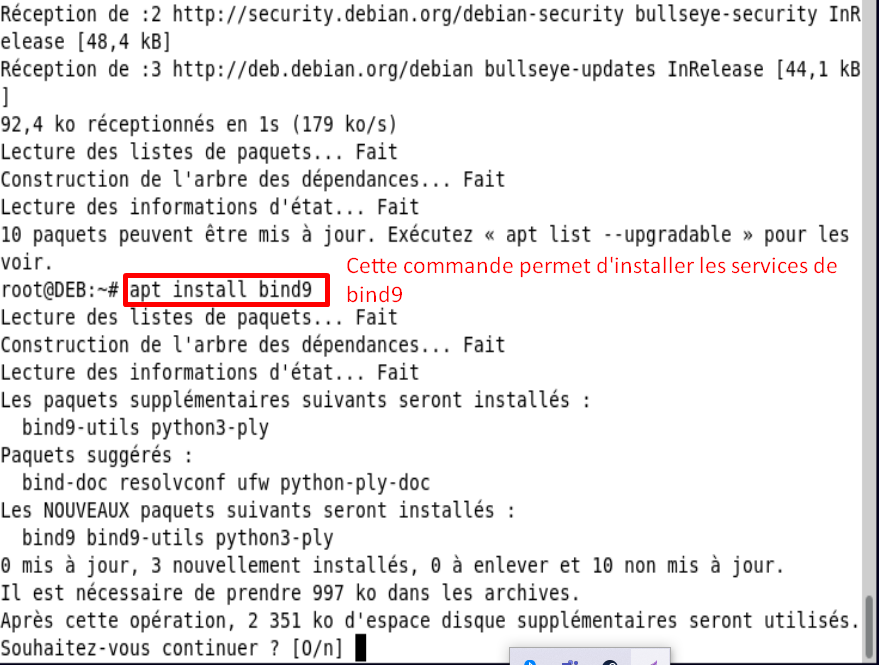 Réception de :2 http://security.debian.org/debian-security bullseye-security InR
elease [48,4 kB]
Réception de :3 http://deb.debian.org/debian bullseye-updates InRelease [44,1 kB
]
92,4 ko réceptionnés en 1s (179 ko/s)
Lecture des listes de paquets... Fait
Construction de l'arbre des dépendances... Fait
Lecture des informations d'état... Fait
10 paquets peuvent être mis à jour. Exécutez « apt list --upgradable » pour les
voir.
root@DEB:~# apt install bind9
Cette commande permet d'installer les services de
bind9
Lecture des listes de paquets... Fait
Construction de l'arbre des dépendances... Fait
Lecture des informations d'état... Fait
Les paquets supplémentaires suivants seront installés :
  bind9-utils python3-ply
Paquets suggérés :
  bind-doc resolvconf ufw python-ply-doc
Les NOUVEAUX paquets suivants seront installés :
  bind9 bind9-utils python3-ply
0 mis à jour, 3 nouvellement installés, 0 à enlever et 10 non mis à jour.
Il est nécessaire de prendre 997 ko dans les archives.
Après cette opération, 2 351 ko d'espace disque supplémentaires seront utilisés.
Souhaitez-vous continuer ? [O/n]